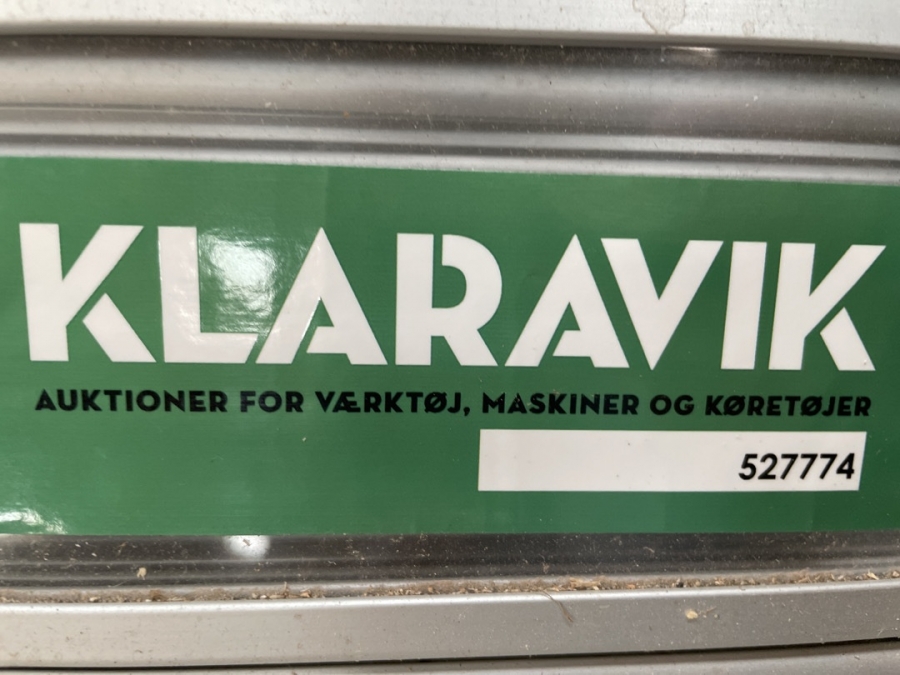 KLARAVIK
AUKTIONER FOR VÆRKTØJ, MASKINER OG KØRETØJER
527774